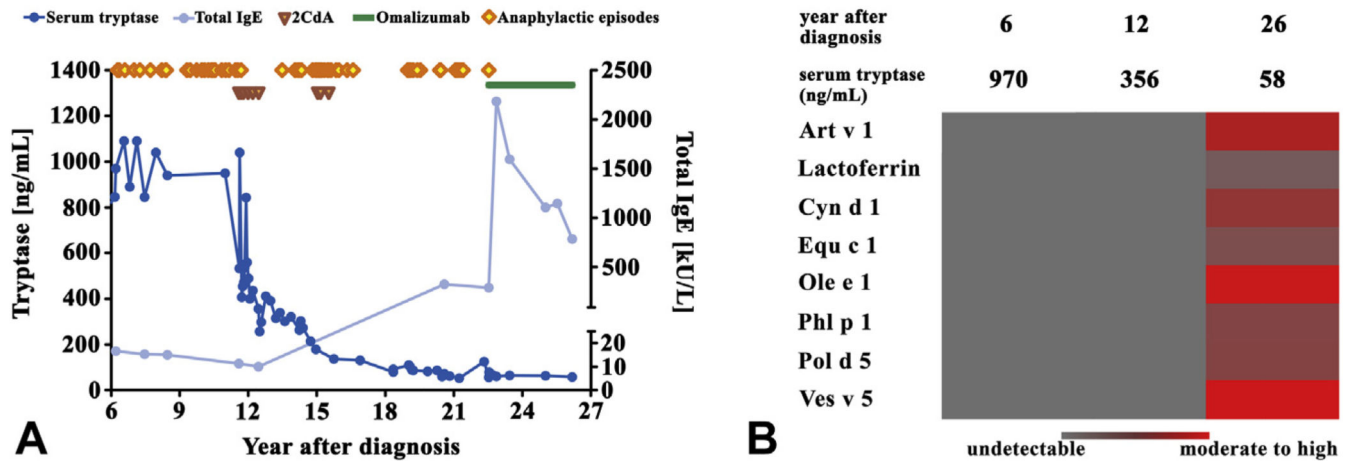 Serum tryptase Total IgE 2CdA Omalizumab Anaphylactic episodes
1400
1200
1000
800
600
400
200
0
Tryptase [ng/mL]
2500
2000
1500
1000
500
20
10
0
Total IgE [kU/L]
6 9 12 15 18 21 24 27
Year after diagnosis
A
year after
diagnosis
6 12 26
serum tryptase
(ng/mL)
970 356 58
Art v 1
Lactoferrin
Cyn d 1
Equ c 1
Ole e 1
Phl p 1
Pol d 5
Ves v 5
undetectable moderate to high
B